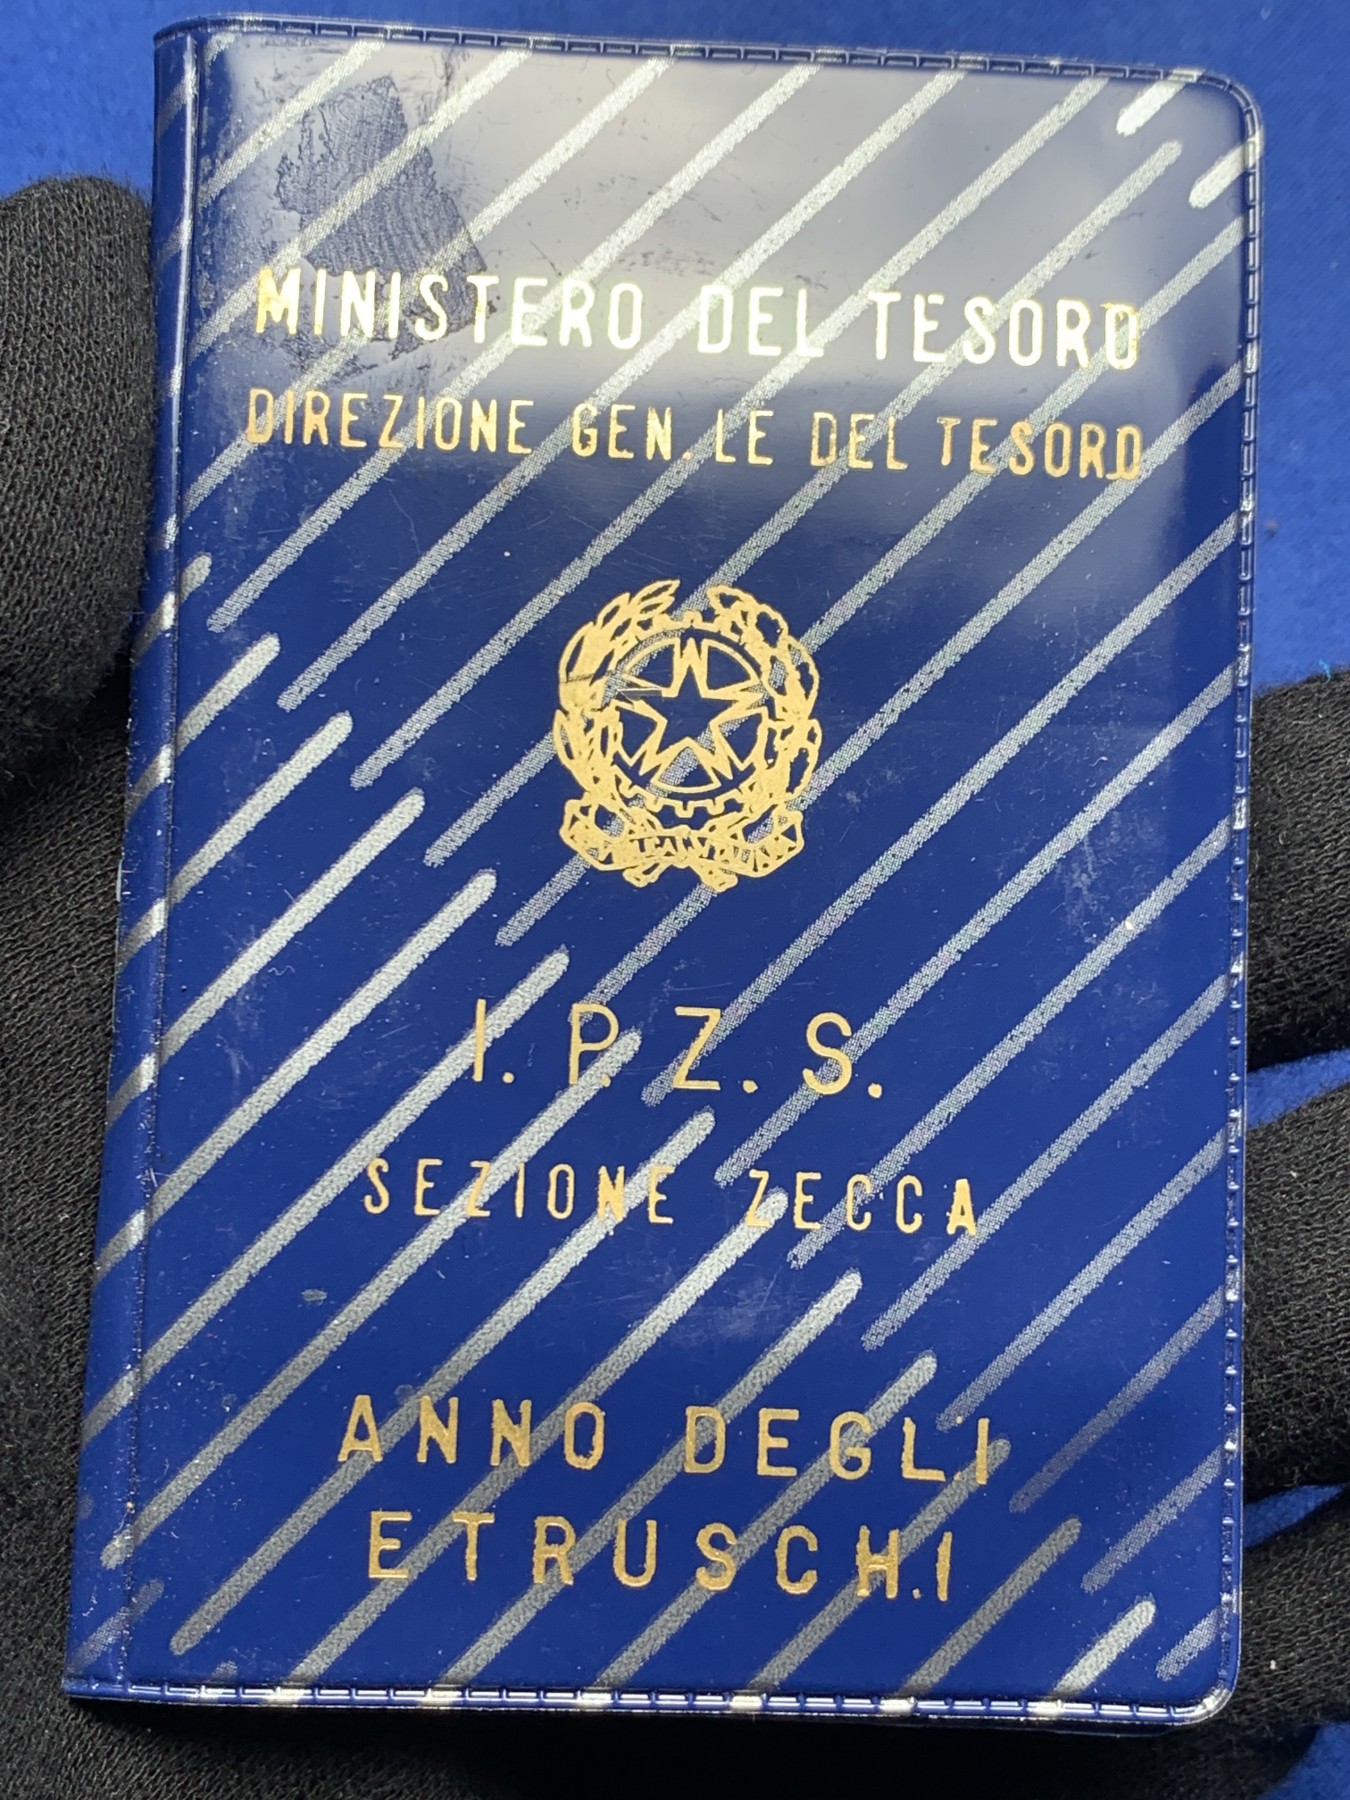 MINISTERO DEL TESORO
DIREZIONE GEN. LE DEL TESORO
I. P. Z. S.
SEZIONE ZECCA
ANNO DEGLI
ETRUSCHI